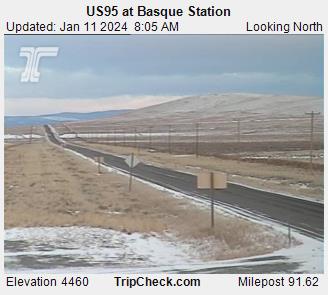 US95 at Basque Station
Updated: Jan 11 2024 8:05 AM Looking North
Elevation 4460 TripCheck.com Milepost 91.62